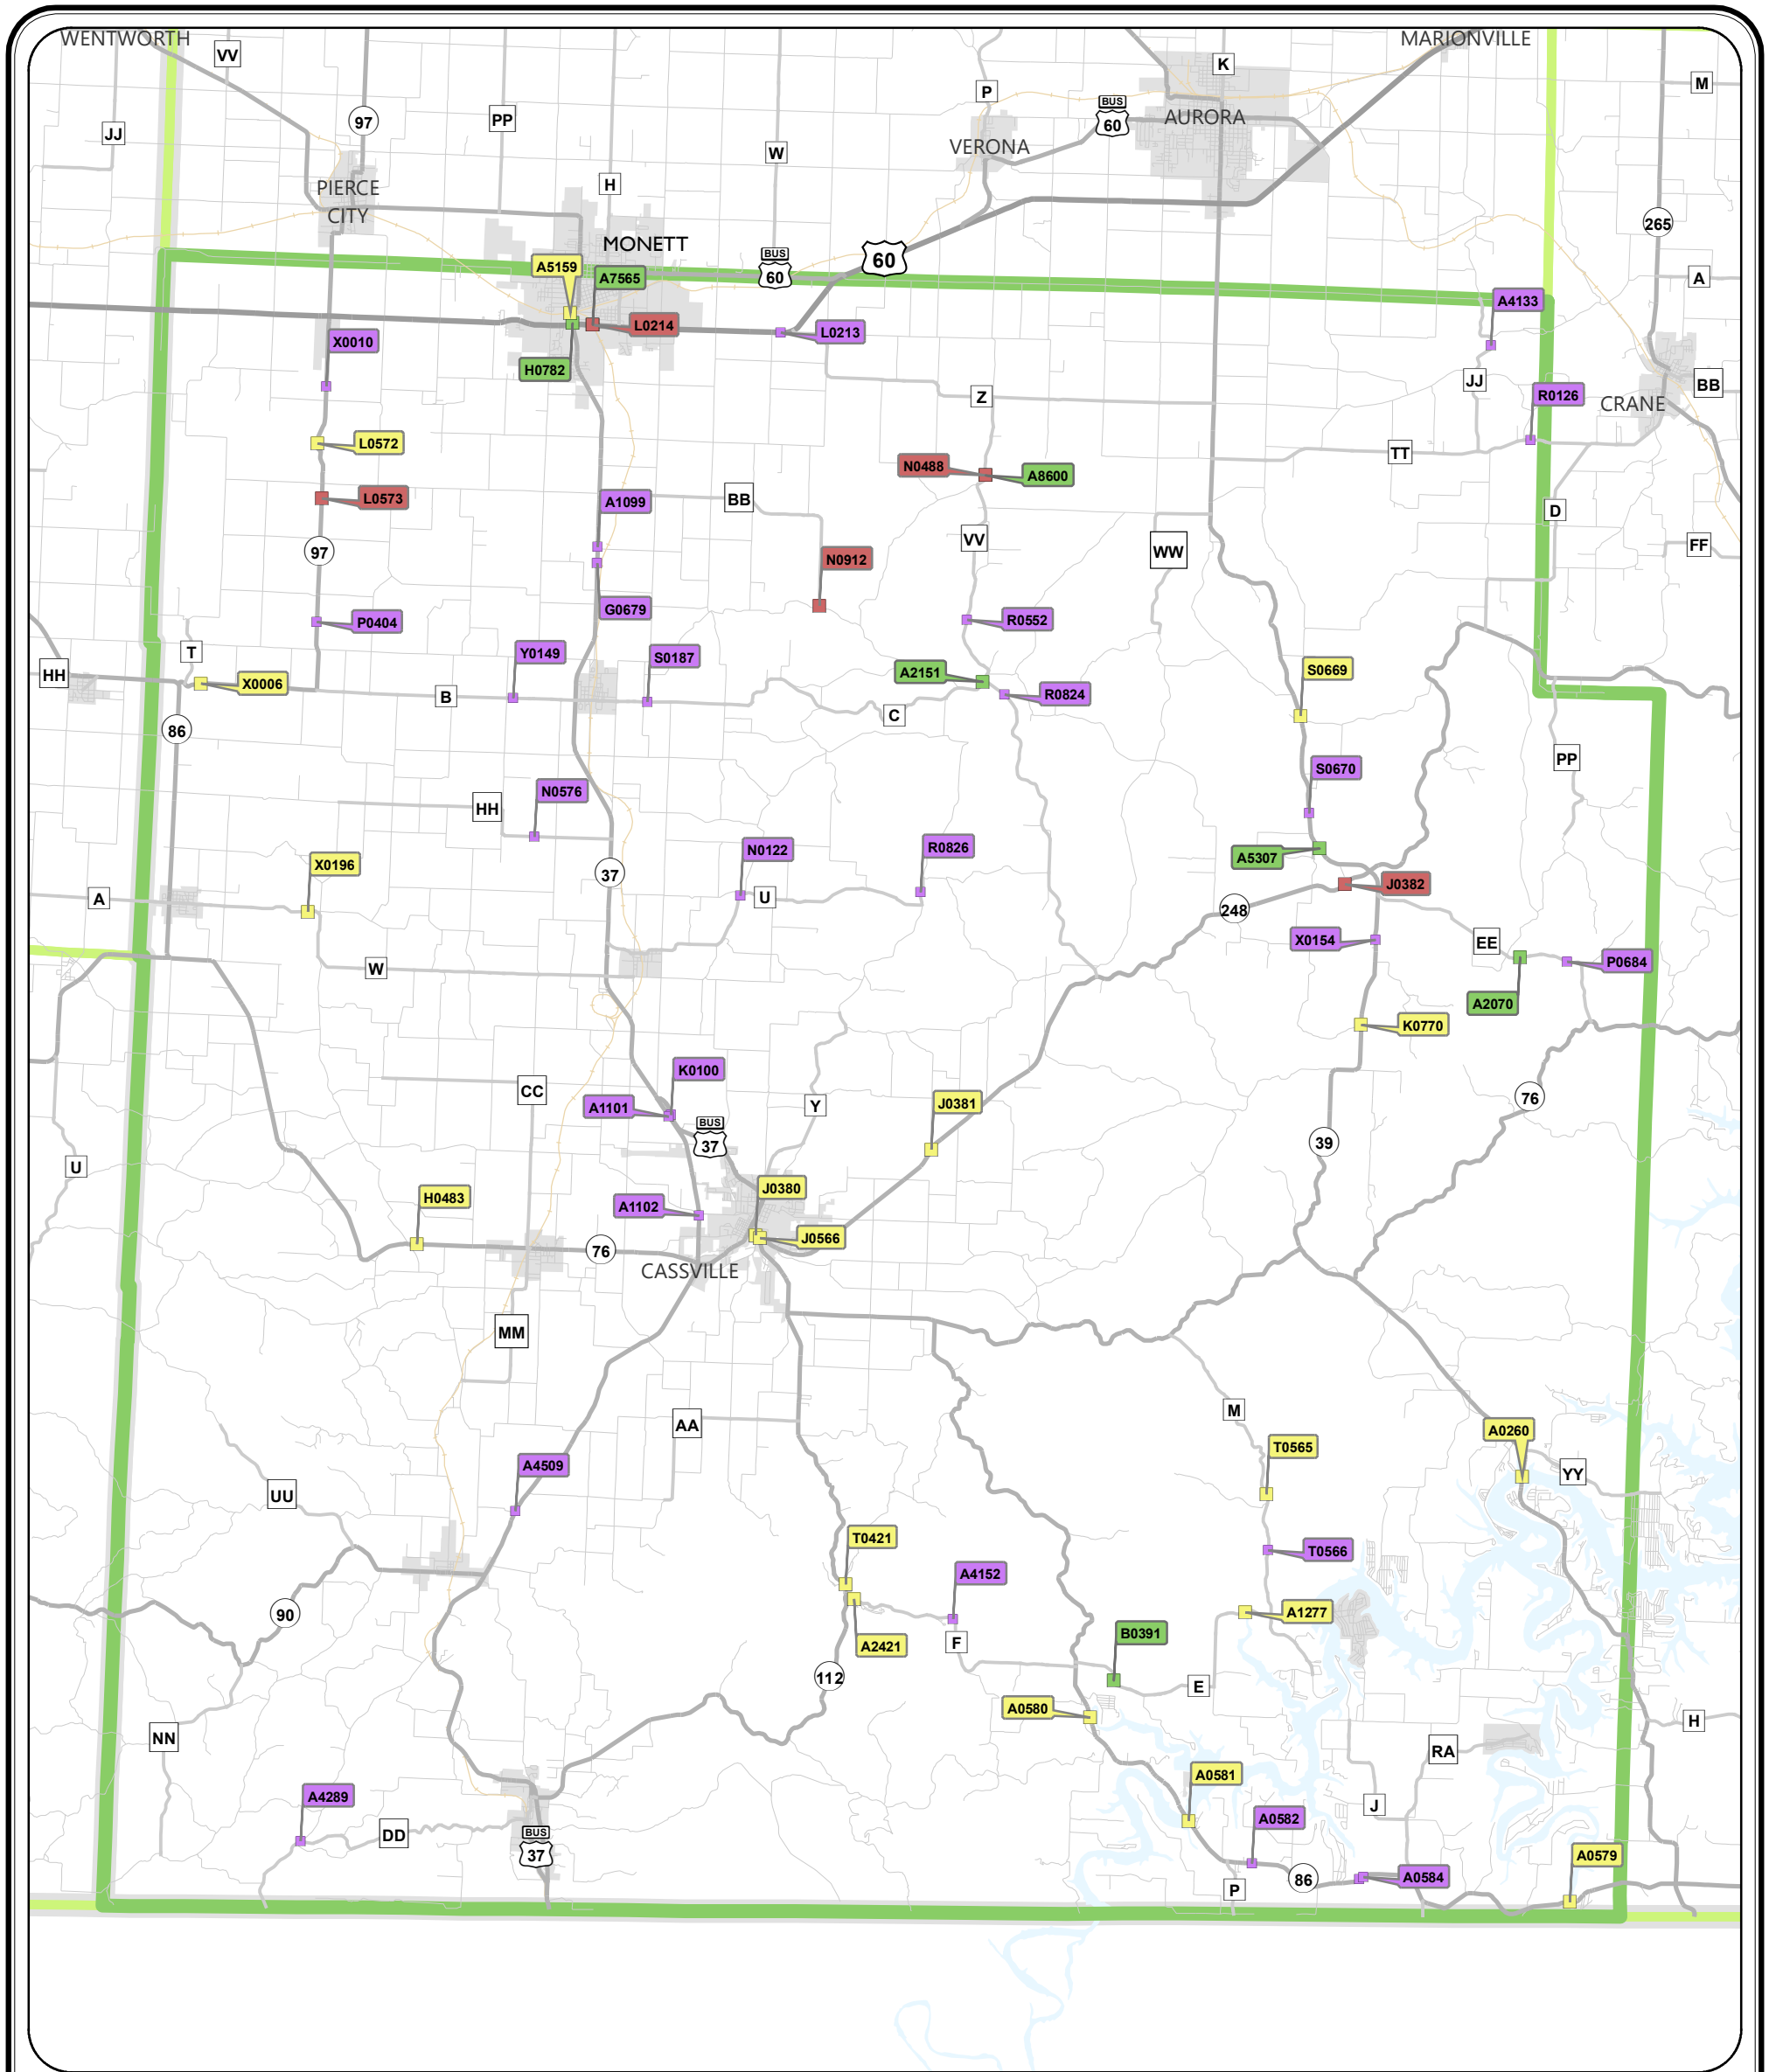 WENTWORTH
MARIONVILLE
VV
K
M
P
BUS
60
97
PP
AURORA
JJ
VERONA
W
PIERCE
CITY
H
265
MONETT
BUS
60
60
A5159
A7565
A
A4133
L0214
L0213
X0010
H0782
JJ
BB
R0126
CRANE
Z
L0572
TT
N0488
A8600
L0573
A1099
BB
D
97
VV
WW
FF
N0912
G0679
P0404
R0552
T
Y0149
S0187
HH
X0006
A2151
S0669
B
R0824
C
86
PP
S0670
N0576
HH
X0196
N0122
R0826
A5307
37
J0382
A
U
248
X0154
EE
P0684
W
A2070
K0770
K0100
CC
J0381
76
A1101
Y
BUS
37
39
U
J0380
H0483
A1102
J0566
76
CASSVILLE
MM
M
AA
A0260
T0565
A4509
YY
UU
T0421
T0566
A4152
90
A1277
B0391
A2421
F
112
E
A0580
H
NN
RA
A0581
A4289
J
A0582
DD
BUS
37
A0579
86
A0584
P